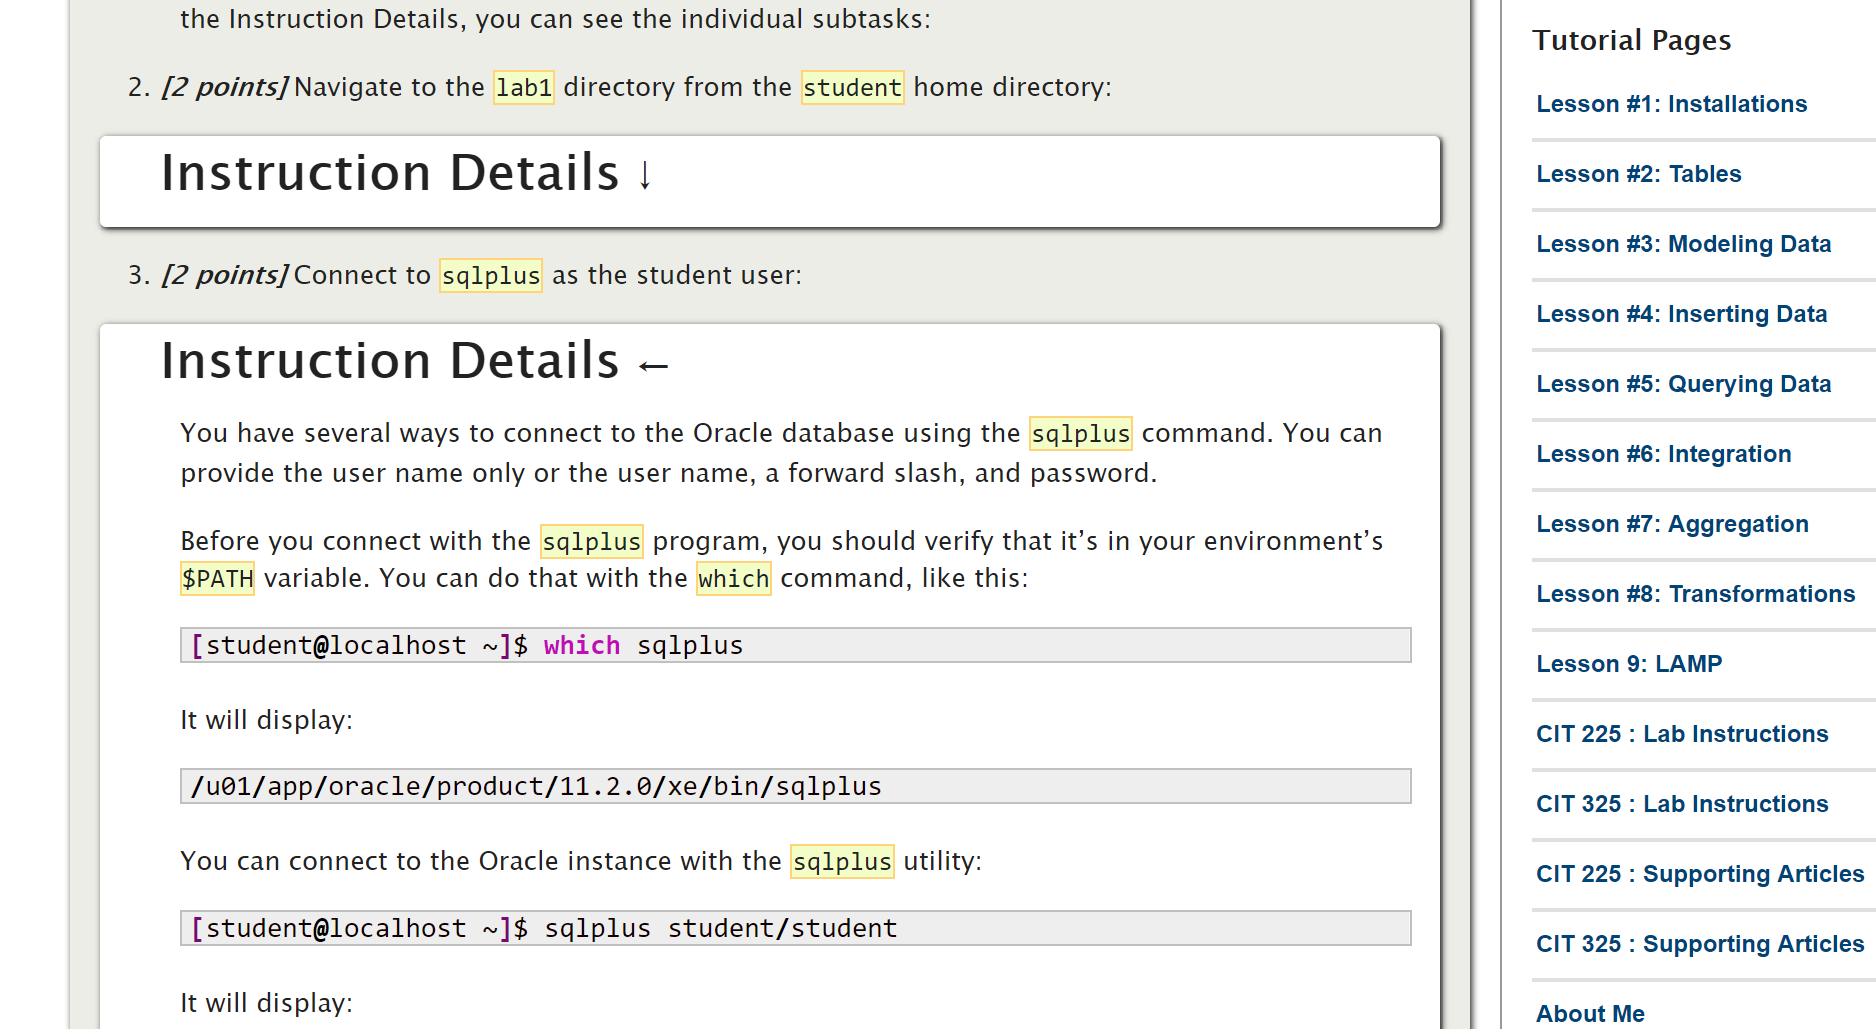 the Instruction Details, you can see the individual subtasks:
2. [2 points] Navigate to the lab1 directory from the student home directory:
Instruction Details ↓
3. [2 points] Connect to sqlplus as the student user:
Instruction Details ←
You have several ways to connect to the Oracle database using the sqlplus command. You can
provide the user name only or the user name, a forward slash, and password.
Before you connect with the sqlplus program, you should verify that it’s in your environment’s
$PATH variable. You can do that with the which command, like this:
[student@localhost ~]$ which sqlplus
It will display:
/u01/app/oracle/product/11.2.0/xe/bin/sqlplus
You can connect to the Oracle instance with the sqlplus utility:
[student@localhost ~]$ sqlplus student/student
It will display:
Tutorial Pages
Lesson #1: Installations
Lesson #2: Tables
Lesson #3: Modeling Data
Lesson #4: Inserting Data
Lesson #5: Querying Data
Lesson #6: Integration
Lesson #7: Aggregation
Lesson #8: Transformations
Lesson 9: LAMP
CIT 225 : Lab Instructions
CIT 325 : Lab Instructions
CIT 225 : Supporting Articles
CIT 325 : Supporting Articles
About Me